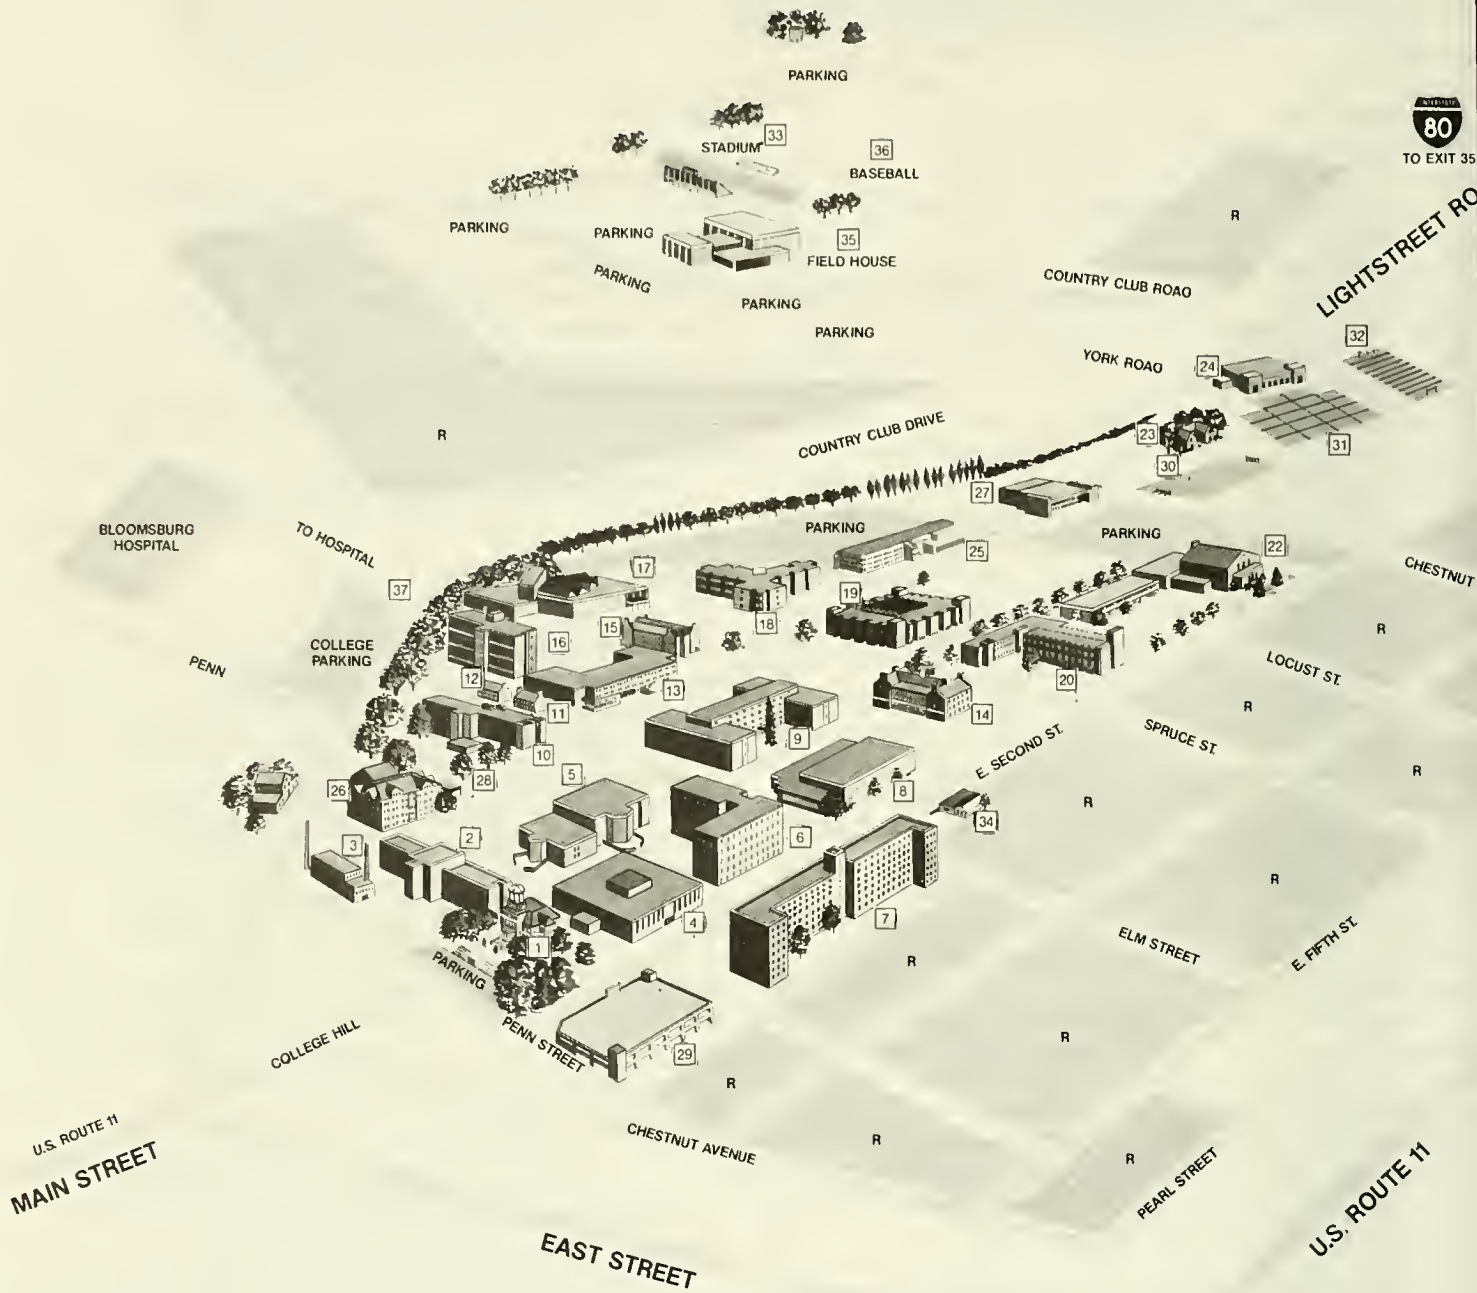 PARKING
33
STADIUM
36
BASEBALL
INTERSTATE
80
TO EXIT 35
R
PARKING
PARKING
35
FIELD HOUSE
PARKING
PARKING
PARKING
COUNTRY CLUB ROAD
LIGHTSTREET RO
32
YORK ROAD
24
R
COUNTRY CLUB DRIVE
23
30
31
27
BLOOMSBURG
HOSPITAL
TO HOSPITAL
PARKING
PARKING
25
22
CHESTNUT
37
17
19
18
15
16
R
COLLEGE
PARKING
PENN
12
11
13
14
20
LOCUST ST.
R
9
10
E. SECOND ST.
SPRUCE ST.
R
26
28
5
8
34
R
3
2
6
R
1
4
7
PARKING
R
ELM STREET
E. FIFTH ST.
COLLEGE HILL
PENN STREET
29
R
R
U.S. ROUTE 11
MAIN STREET
CHESTNUT AVENUE
R
R
PEARL STREET
U.S. ROUTE 11
EAST STREET